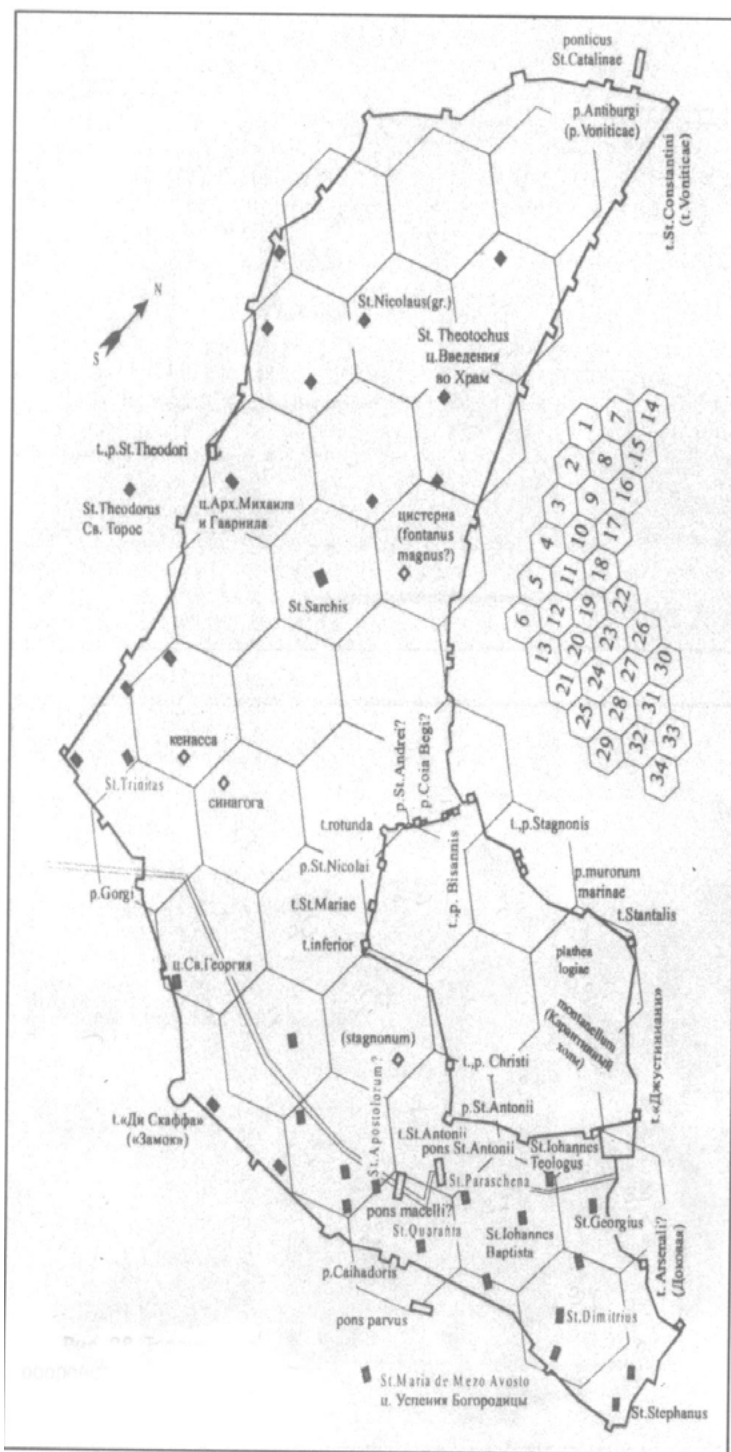 ponticus
St.Catalinae
p.Antiburgi
(p. Voniticae)
t.St.Constantini
(t. Voniticae)
N
S
St.Nicolaus(gr.)
St. Theotochus
ц.Введения
во Храм
t.,p.St.Theodori
St.Theodorus
Св. Торос
ц.Арх.Михаила
и Гавриила
цистерна
(fontanus
magnus?)
St.Sarchis
1
7
14
2
8
15
3
9
16
4
10
17
5
11
18
6
12
19
22
13
20
23
26
21
24
27
30
25
28
31
29
32
33
34
кенасса
St.Trinitas
синагога
p.St.Andrei?
p.Coia Begi?
t.rotunda
t.,p.Stagnonis
p.St.Nicolai
t.,p. Bisannis
p.murorum
marinae
p.Gorgi
t.St.Mariae
t.Stantalis
t.inferior
plathea
logiae
ц.Св.Георгия
montanellum
(Карантинный
холм)
(stagnonum)
t.,p. Christi
t.«Джустиниани»
St.Apostolorum?
p.St.Antonii
t.«Ди Скаффа»
(«Замок»)
t.St.Antonii
pons St.Antonii
St.Iohannes
Teologus
St.Paraschena
pons macelli?
St.Quaranta
St.Iohannes
Baptista
St.Georgius
t. Arsenali?
(Доковая)
p.Caihadoris
pons parvus
St.Dimitrius
St.Maria de Mezo Avosto
ц. Успения Богородицы
St.Stephanus